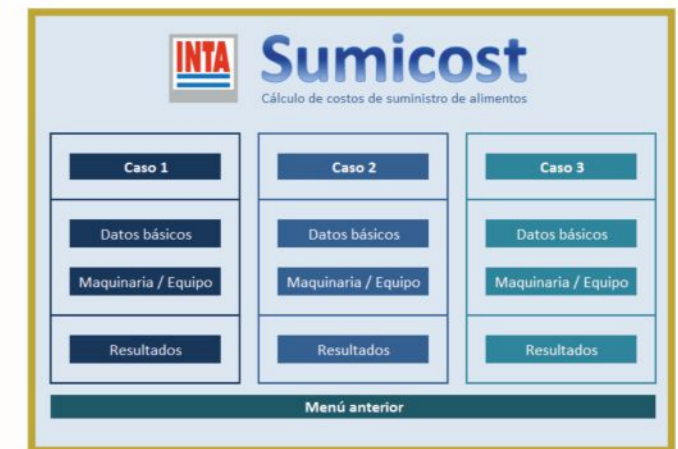 INTA
Sumicost
Cálculo de costos de suministro de alimentos
Caso 1
Datos básicos
Maquinaria / Equipo
Resultados
Caso 2
Datos básicos
Maquinaria / Equipo
Resultados
Caso 3
Datos básicos
Maquinaria / Equipo
Resultados
Menú anterior